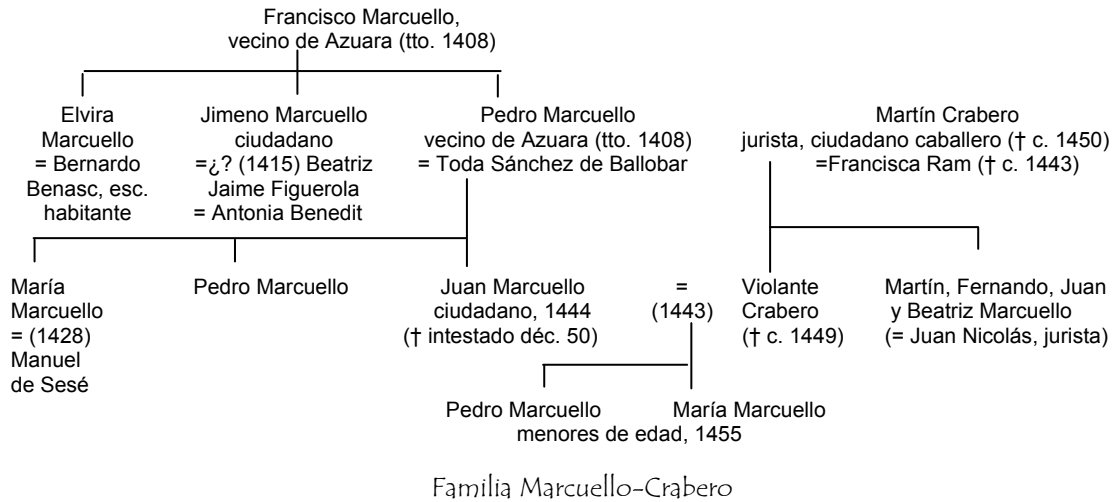 Francisco Marcuello,
vecino de Azuara (tto. 1408)
Elvira
Marcuello
= Bernardo
Benasc, esc.
habitante
Jimeno Marcuello
ciudadano
=¿? (1415) Beatriz
Jaime Figuerola
= Antonia Benedit
Pedro Marcuello
vecino de Azuara (tto. 1408)
= Toda Sánchez de Ballobar
Martín Crabero
jurista, ciudadano caballero († c. 1450)
=Francisca Ram († c. 1443)
María
Marcuello
= (1428)
Manuel
de Sesé
Pedro Marcuello
Juan Marcuello
ciudadano, 1444
(† intestado déc. 50)
=
(1443)
Violante
Crabero
(† c. 1449)
Martín, Fernando, Juan
y Beatriz Marcuello
(= Juan Nicolás, jurista)
Pedro Marcuello
María Marcuello
menores de edad, 1455
Familia Marcuello-Crabero